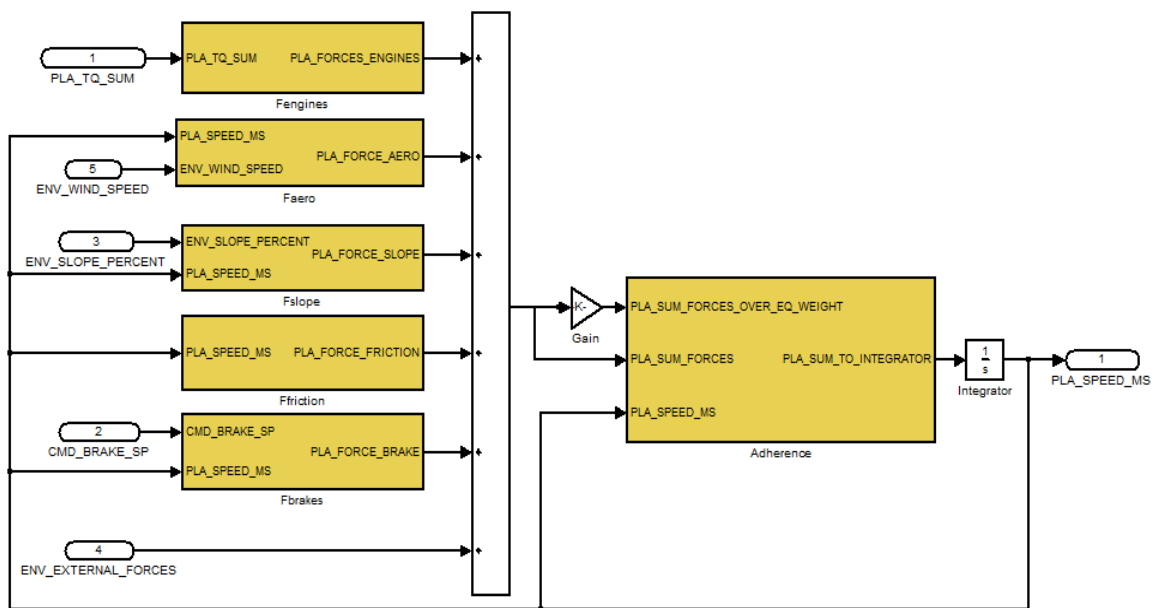 1
PLA_TQ_SUM
PLA_TQ_SUM
PLA_FORCES_ENGINES
+
Fengines
PLA_SPEED_MS
ENV_WIND_SPEED
PLA_FORCE_AERO
+
5
ENV_WIND_SPEED
Faero
3
ENV_SLOPE_PERCENT
ENV_SLOPE_PERCENT
PLA_SPEED_MS
PLA_FORCE_SLOPE
+
Fslope
PLA_SPEED_MS
PLA_FORCE_FRICTION
+
Ffriction
2
CMD_BRAKE_SP
CMD_BRAKE_SP
PLA_SPEED_MS
PLA_FORCE_BRAKE
+
Fbrakes
4
ENV_EXTERNAL_FORCES
+
-K-
Gain
PLA_SUM_FORCES_OVER_EQ_WEIGHT
PLA_SUM_FORCES
PLA_SPEED_MS
PLA_SUM_TO_INTEGRATOR
Adherence
1
s
Integrator
1
PLA_SPEED_MS